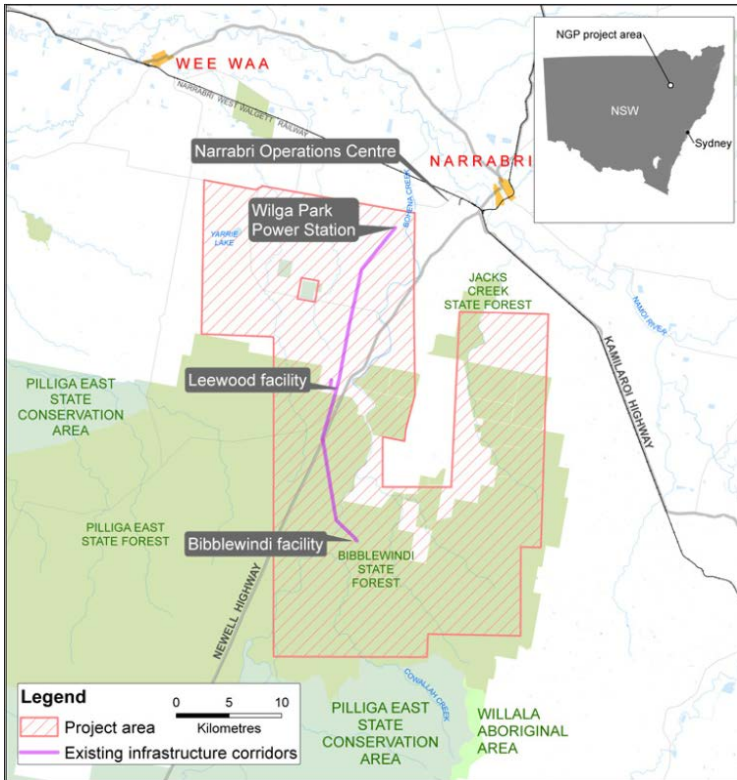 WEE WAA
NARRABRI WEST WALGETT RAILWAY
NGP project area
NSW
Sydney
Narrabri Operations Centre
NARRABRI
BOHENA CREEK
Wilga Park
Power Station
YARRIE
LAKE
JACKS
CREEK
STATE FOREST
NAMOI RIVER
KAMILAROI HIGHWAY
PILLIGA EAST
STATE
CONSERVATION
AREA
Leewood facility
PILLIGA EAST
STATE FOREST
Bibblewindi facility
BIBBLEWINDI
STATE
FOREST
NEWELL HIGHWAY
COWALLAH CREEK
PILLIGA EAST
STATE
CONSERVATION
AREA
WILLALA
ABORIGINAL
AREA
Legend
0 5 10
Kilometres
Project area
Existing infrastructure corridors